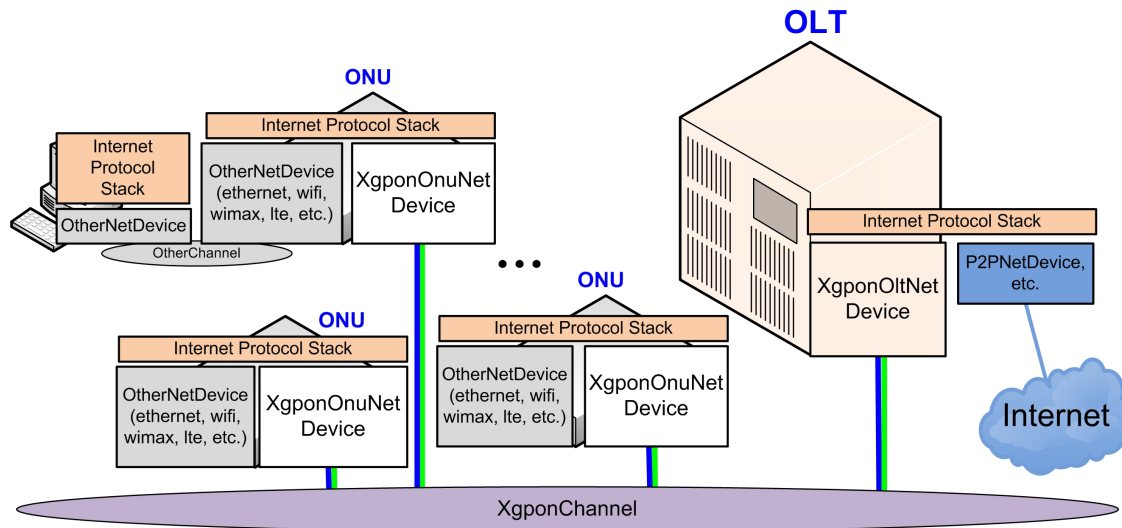 OLT
ONU
Internet Protocol Stack
Internet
Protocol
Stack
OtherNetDevice
OtherChannel
OtherNetDevice
(ethernet, wifi,
wimax, lte, etc.)
XgponOnuNet
Device
Internet Protocol Stack
XgponOltNet
Device
P2PNetDevice,
etc.
Internet
...
ONU
Internet Protocol Stack
OtherNetDevice
(ethernet, wifi,
wimax, lte, etc.)
XgponOnuNet
Device
ONU
Internet Protocol Stack
OtherNetDevice
(ethernet, wifi,
wimax, lte, etc.)
XgponOnuNet
Device
XgponChannel